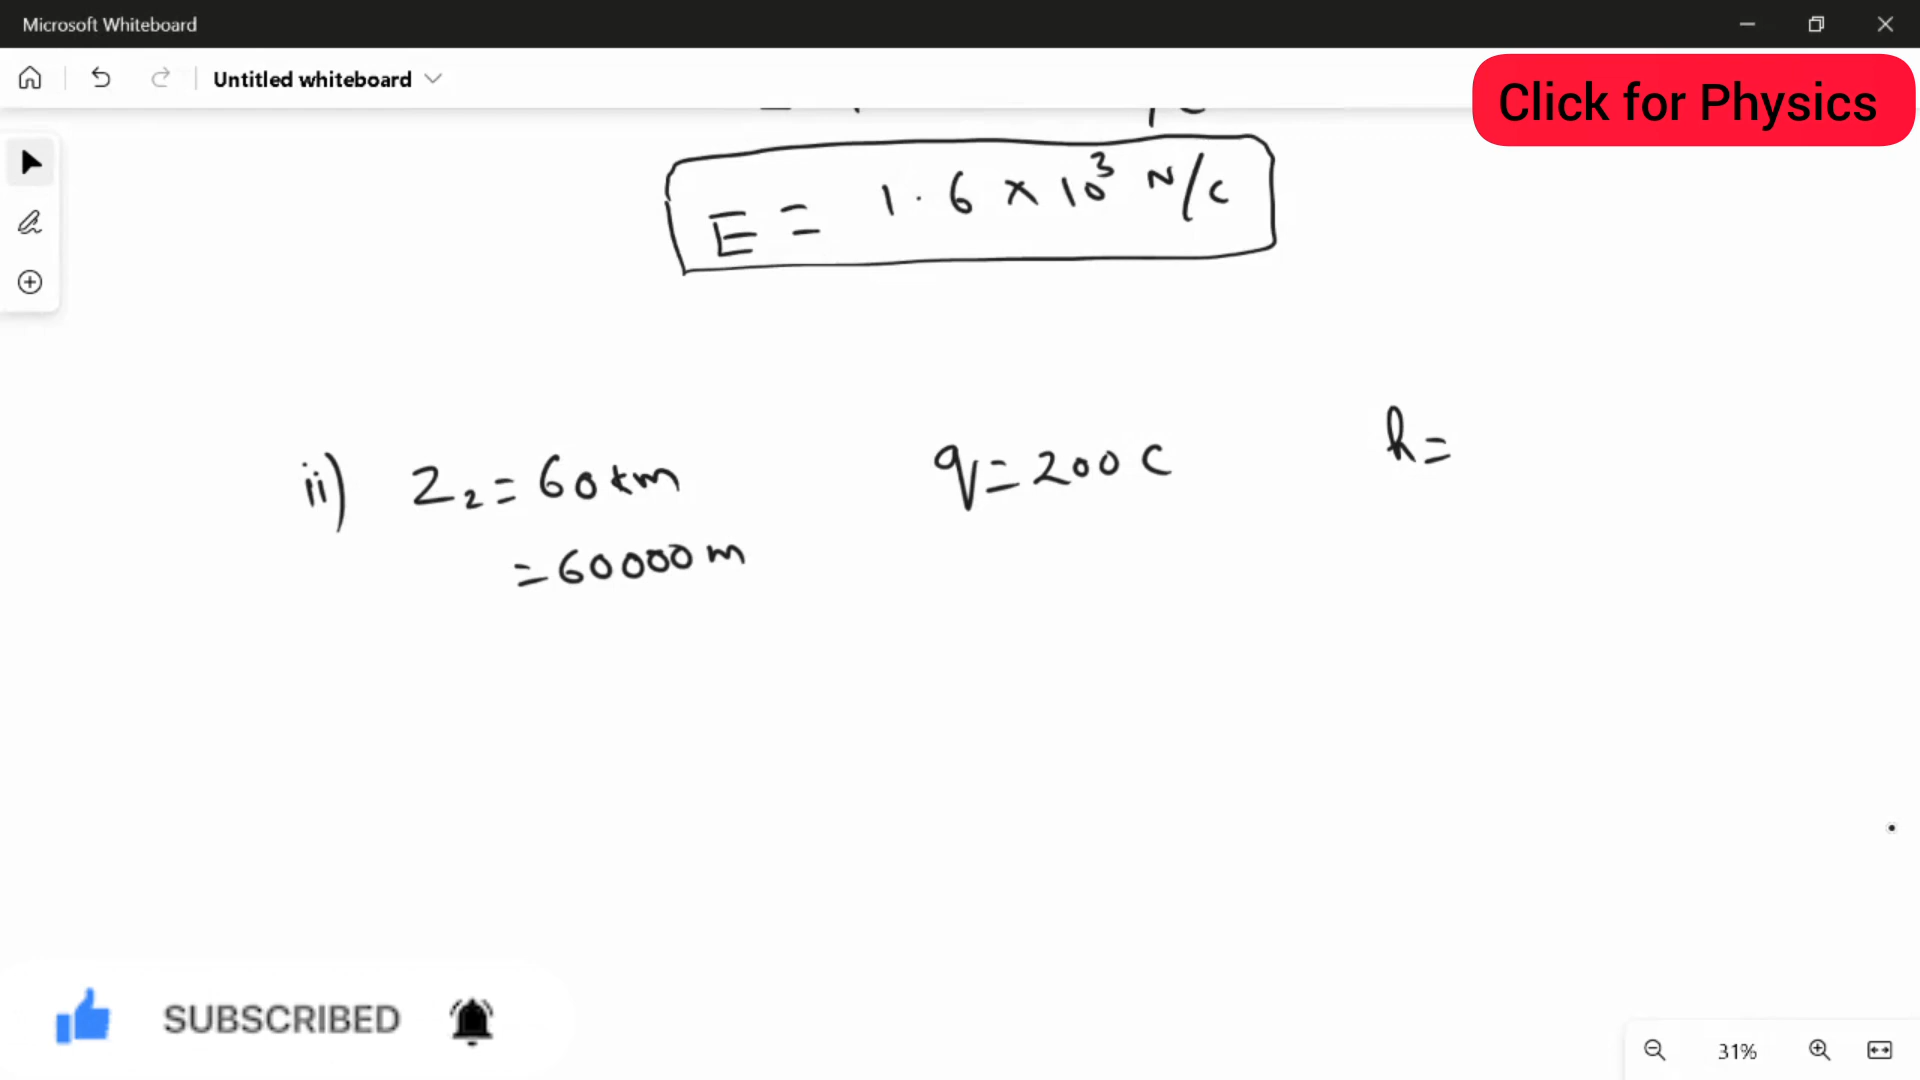 Microsoft Whiteboard
Untitled whiteboard
Click for Physics
E = 1.6 × 10³ N/C
ii) Z₂ = 60 km q = 200 C h =
= 60000 m
SUBSCRIBED
31%